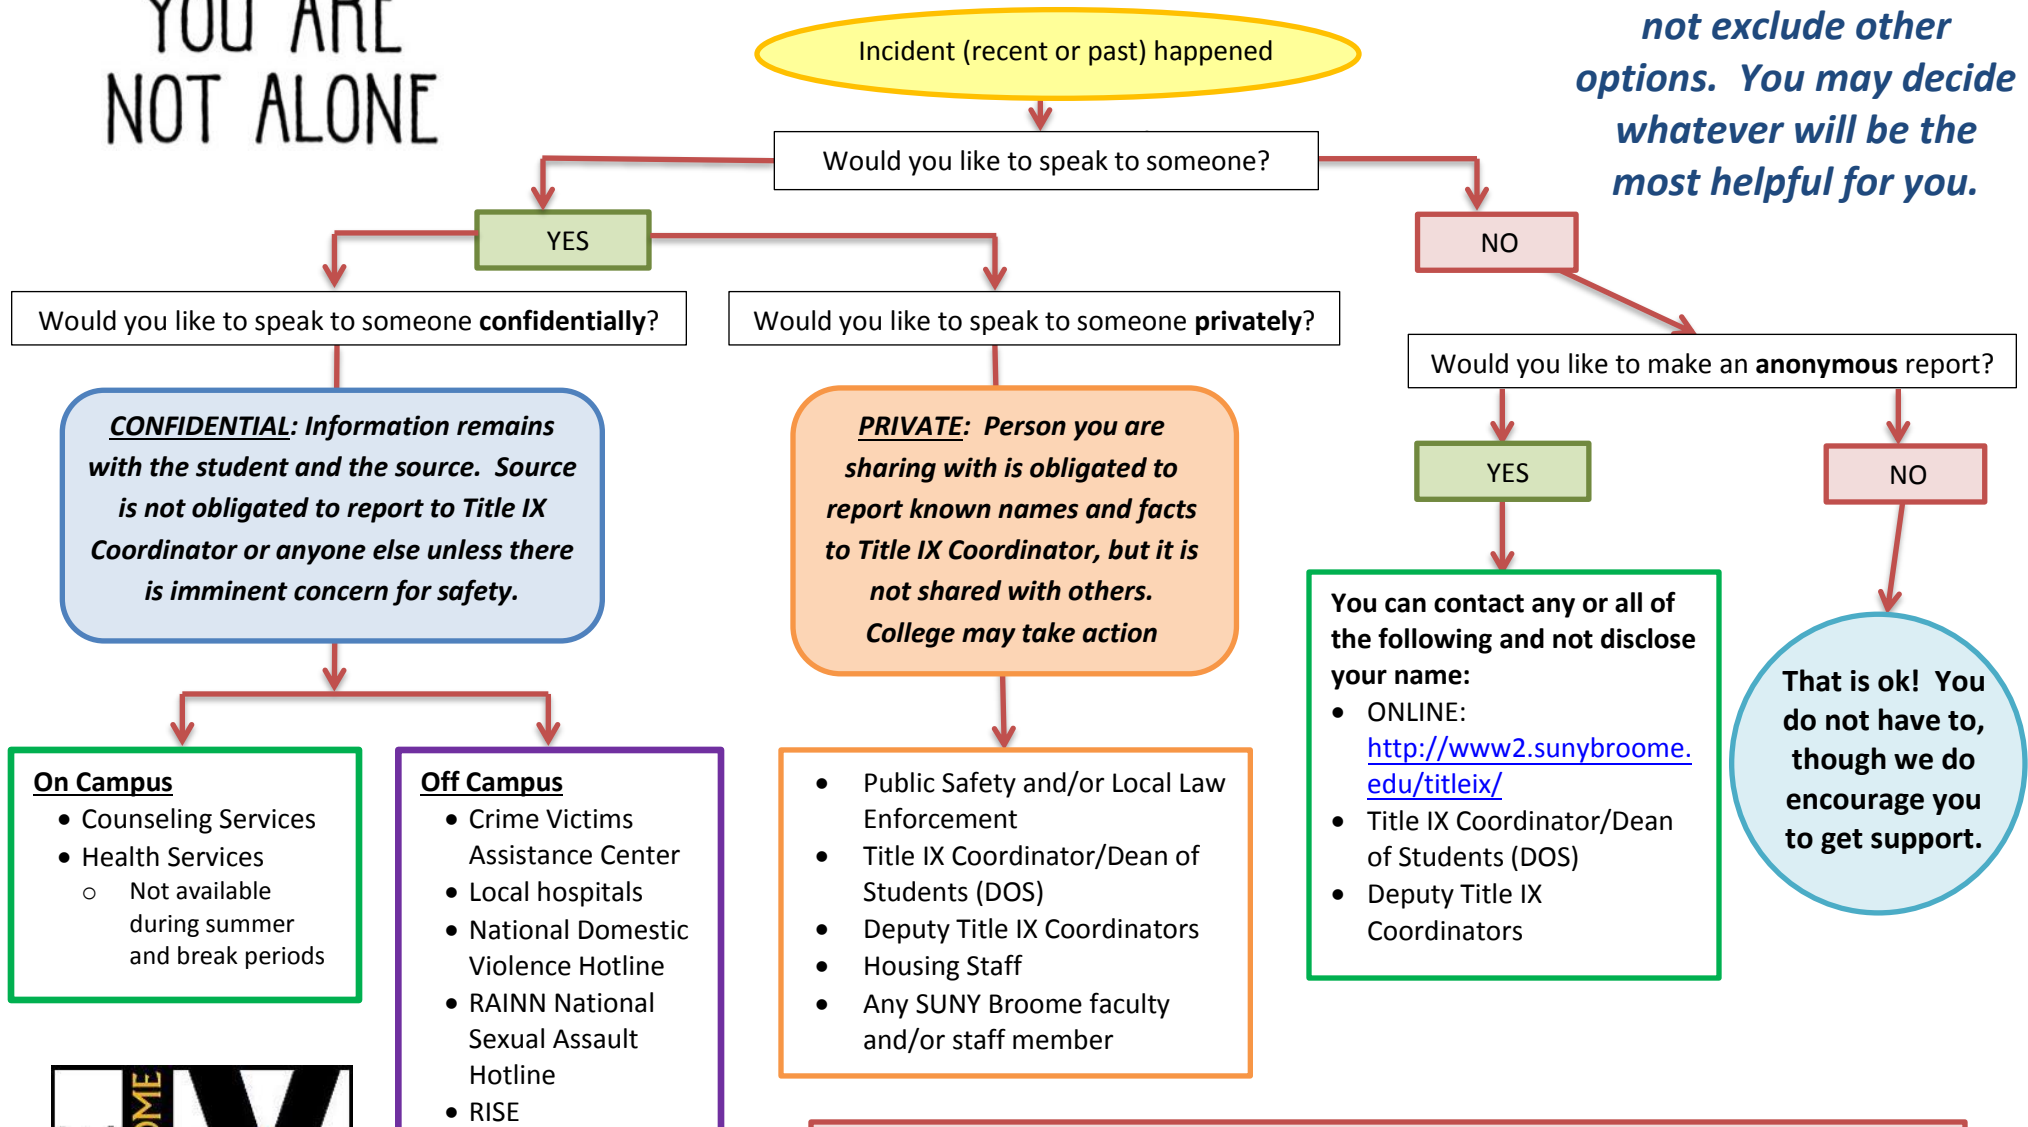 YOU ARE
NOT ALONE
not exclude other
options.  You may decide
whatever will be the
most helpful for you.
Incident (recent or past) happened
Would you like to speak to someone?
YES
NO
Would you like to speak to someone confidentially?
Would you like to speak to someone privately?
Would you like to make an anonymous report?
CONFIDENTIAL: Information remains
with the student and the source.  Source
is not obligated to report to Title IX
Coordinator or anyone else unless there
is imminent concern for safety.
PRIVATE:  Person you are
sharing with is obligated to
report known names and facts
to Title IX Coordinator, but it is
not shared with others.
College may take action
YES
NO
On Campus
• Counseling Services
• Health Services
o Not available
during summer
and break periods
Off Campus
• Crime Victims
Assistance Center
• Local hospitals
• National Domestic
Violence Hotline
• RAINN National
Sexual Assault
Hotline
• RISE
• Public Safety and/or Local Law
Enforcement
• Title IX Coordinator/Dean of
Students (DOS)
• Deputy Title IX Coordinators
• Housing Staff
• Any SUNY Broome faculty
and/or staff member
You can contact any or all of
the following and not disclose
your name:
• ONLINE:
http://www2.sunybroome.
edu/titleix/
• Title IX Coordinator/Dean
of Students (DOS)
• Deputy Title IX
Coordinators
That is ok!  You
do not have to,
though we do
encourage you
to get support.